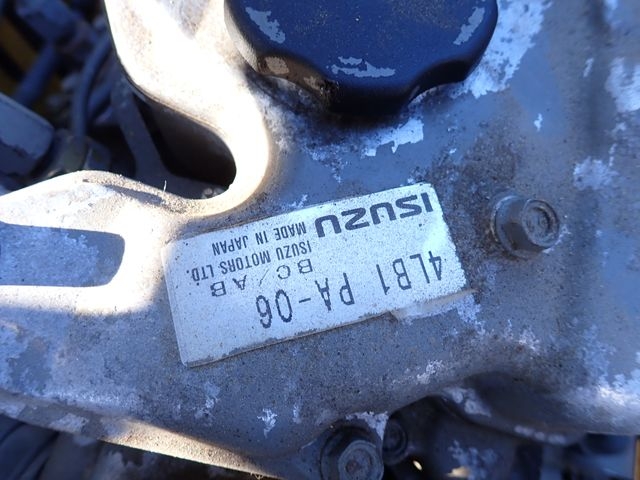 ISUZU
MADE IN JAPAN
ISUZU MOTORS LTD.
BC/AB
4LB1 PA-06